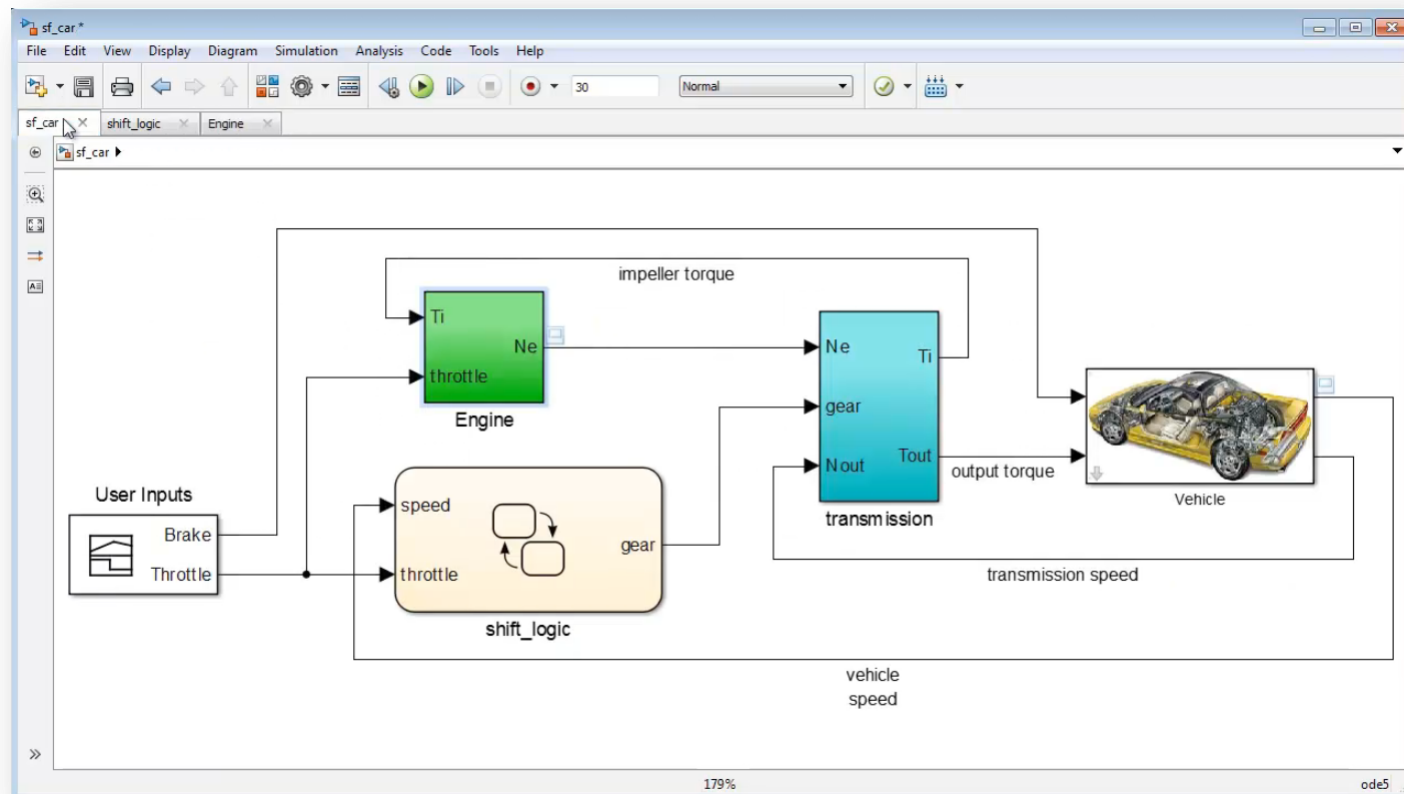 sf_car *
File Edit View Display Diagram Simulation Analysis Code Tools Help
30 Normal
sf_car shift_logic Engine
sf_car
impeller torque
Ti
Ne
throttle
Engine
Ne
Ti
gear
Nout
Tout
transmission
output torque
Vehicle
User Inputs
Brake
Throttle
speed
gear
throttle
shift_logic
transmission speed
vehicle
speed
179% ode5